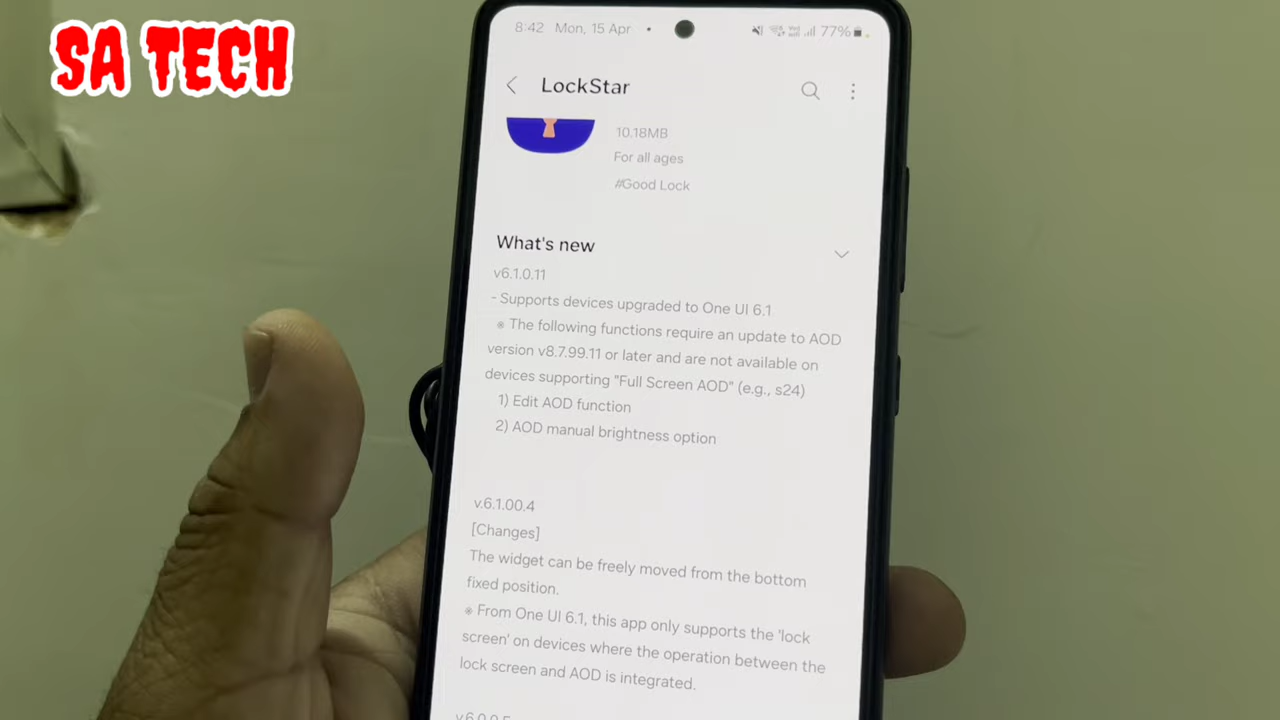 SA TECH
8:42 Mon, 15 Apr • 77%
LockStar
10.18MB
For all ages
#Good Lock
What's new
v6.1.0.11
- Supports devices upgraded to One UI 6.1
※ The following functions require an update to AOD
version v8.7.99.11 or later and are not available on
devices supporting "Full Screen AOD" (e.g., s24)
1) Edit AOD function
2) AOD manual brightness option
v.6.1.00.4
[Changes]
The widget can be freely moved from the bottom
fixed position.
※ From One UI 6.1, this app only supports the 'lock
screen' on devices where the operation between the
lock screen and AOD is integrated.